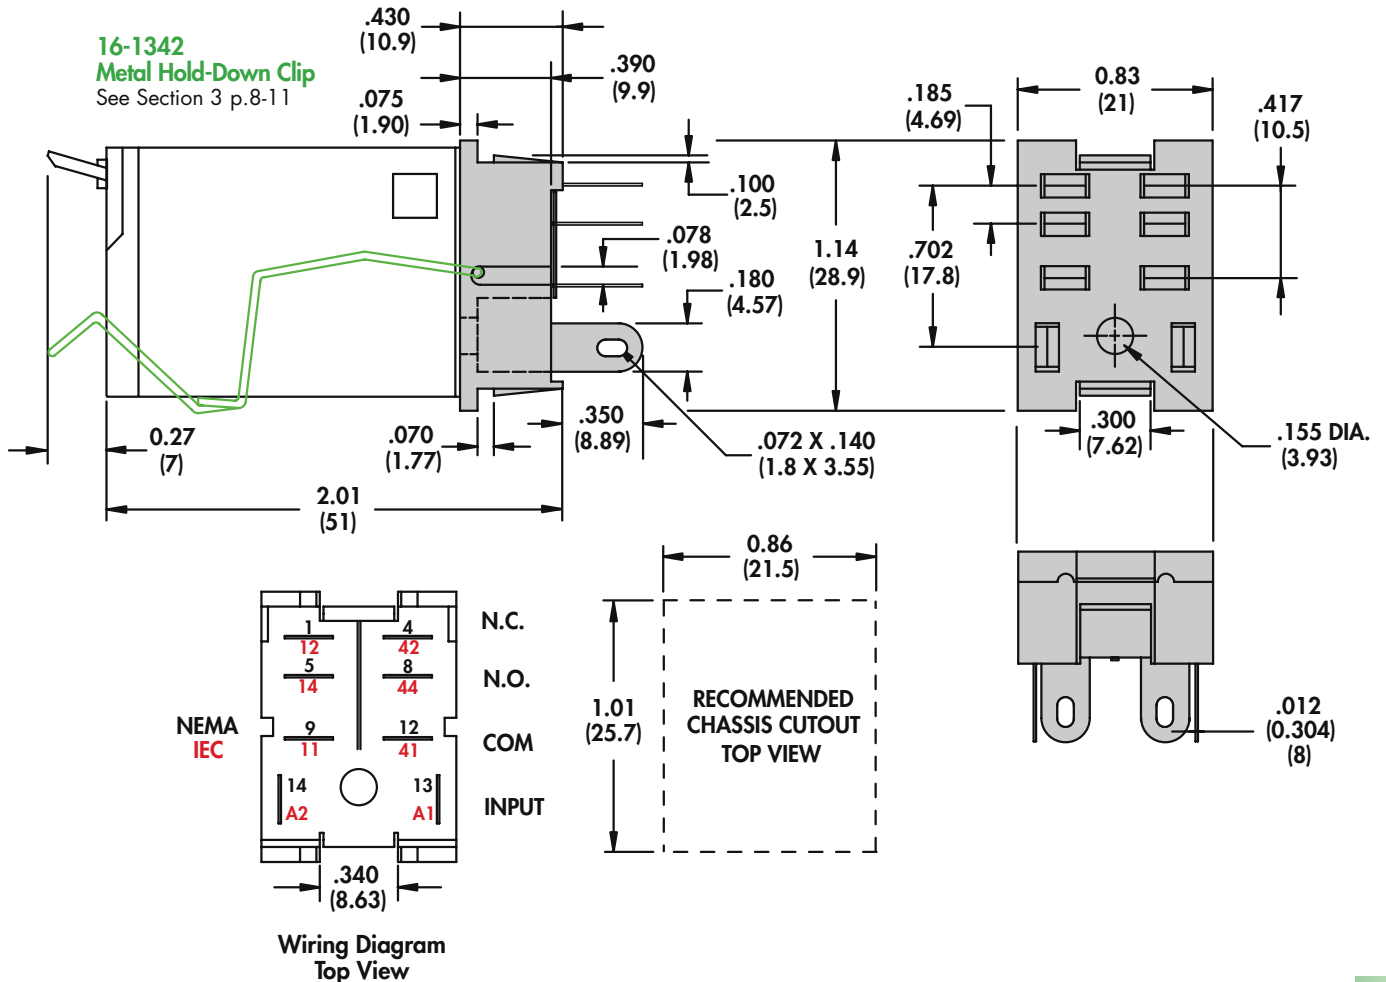 16-1342
Metal Hold-Down Clip
See Section 3 p.8-11
.430
(10.9)
.390
(9.9)
.075
(1.90)
.100
(2.5)
.078
(1.98)
.180
(4.57)
1.14
(28.9)
.350
(8.89)
.070
(1.77)
.072 X .140
(1.8 X 3.55)
0.27
(7)
2.01
(51)
0.83
(21)
.185
(4.69)
.417
(10.5)
.702
(17.8)
.300
(7.62)
.155 DIA.
(3.93)
.012
(0.304)
(8)
0.86
(21.5)
1.01
(25.7)
RECOMMENDED
CHASSIS CUTOUT
TOP VIEW
1 4 N.C.
12 42
5 8 N.O.
14 44
NEMA
IEC
9 12 COM
11 41
14 13 INPUT
A2 A1
.340
(8.63)
Wiring Diagram
Top View